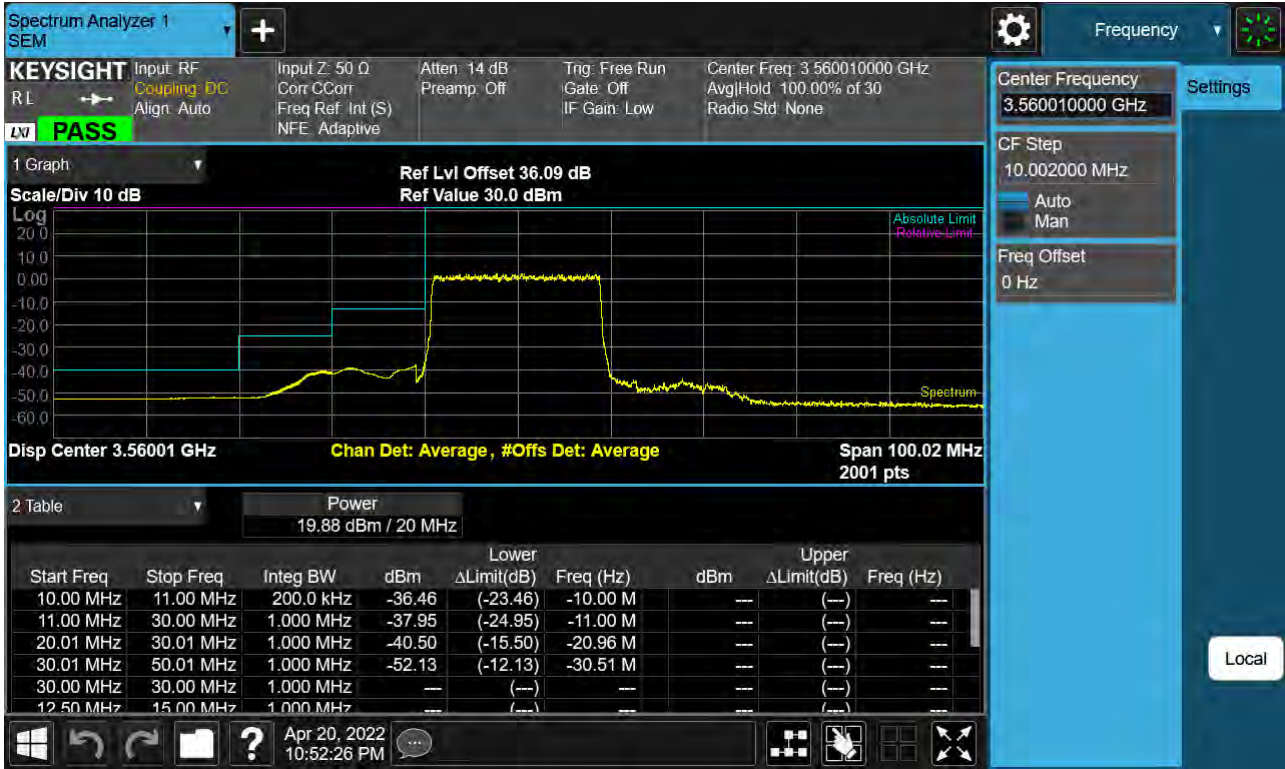 Spectrum Analyzer 1
SEM
Frequency
KEYSIGHT
R L
LXI
PASS
Input: RF
Coupling: DC
Align: Auto
Input Z: 50 Ω
Corr CCorr
Freq Ref: Int (S)
NFE: Adaptive
Atten: 14 dB
Preamp: Off
Trig: Free Run
Gate: Off
IF Gain: Low
Center Freq: 3.560010000 GHz
Avg|Hold: 100.00% of 30
Radio Std: None
Center Frequency
3.560010000 GHz
Settings
CF Step
10.002000 MHz
Auto
Man
Freq Offset
0 Hz
1 Graph
Scale/Div 10 dB
Ref Lvl Offset 36.09 dB
Ref Value 30.0 dBm
Log
Absolute Limit
Relative Limit
20.0
10.0
0.00
-10.0
-20.0
-30.0
-40.0
-50.0
-60.0
Spectrum
Disp Center 3.56001 GHz
Chan Det: Average, #Offs Det: Average
Span 100.02 MHz
2001 pts
2 Table
Power
19.88 dBm / 20 MHz
Lower Upper
Start Freq Stop Freq Integ BW dBm ΔLimit(dB) Freq (Hz) dBm ΔLimit(dB) Freq (Hz)
10.00 MHz 11.00 MHz 200.0 kHz -36.46 (-23.46) -10.00 M --- (---) ---
11.00 MHz 30.00 MHz 1.000 MHz -37.95 (-24.95) -11.00 M --- (---) ---
20.01 MHz 30.01 MHz 1.000 MHz -40.50 (-15.50) -20.96 M --- (---) ---
30.01 MHz 50.01 MHz 1.000 MHz -52.13 (-12.13) -30.51 M --- (---) ---
30.00 MHz 30.00 MHz 1.000 MHz --- (---) --- --- (---) ---
12.50 MHz 15.00 MHz 1.000 MHz --- (---) --- --- (---) ---
Local
?
Apr 20, 2022
10:52:26 PM